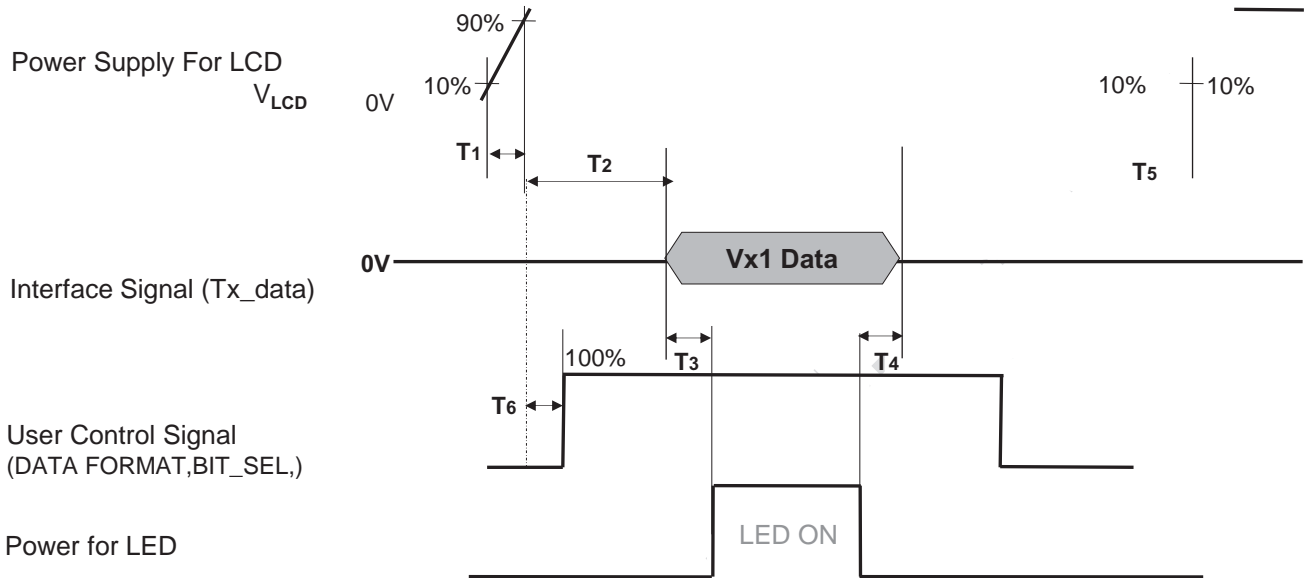 90%
Power Supply For LCD
VLCD
0V
10%
10%
10%
T1
T2
T5
0V
Vx1 Data
Interface Signal (Tx_data)
100%
T3
T4
T6
User Control Signal
(DATA FORMAT,BIT_SEL,)
LED ON
Power for LED